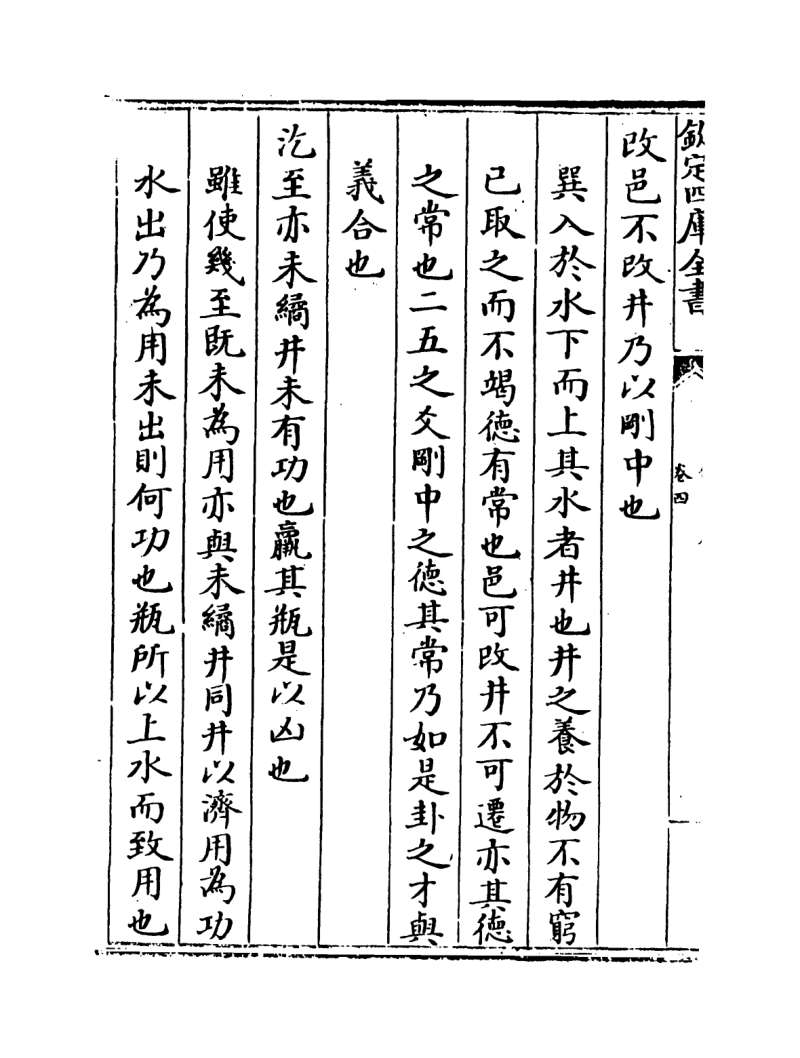 欽定四庫全書
卷四
改邑不改井乃以剛中也
巽入於水下而上其水者井也井之養於物不有窮
已取之而不竭德有常也邑可改井不可遷亦其德
之常也二五之爻剛中之德其常乃如是卦之才與
義合也
汔至亦未繘井未有功也羸其瓶是以凶也
雖使幾至既未為用亦與未繘井同井以濟用為功
水出乃為用未出則何功也瓶所以上水而致用也